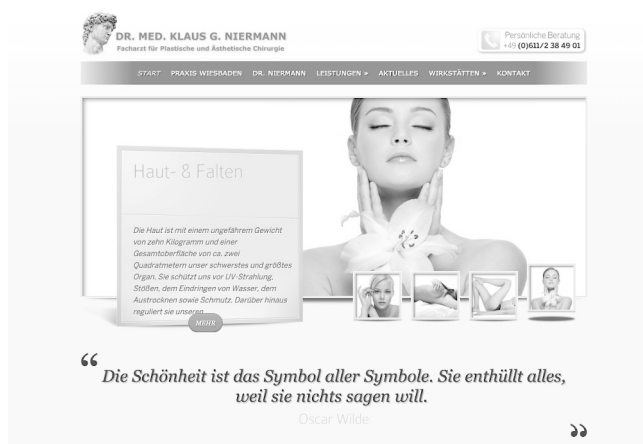 DR. MED. KLAUS G. NIERMANN
Facharzt für Plastische und Ästhetische Chirurgie
Persönliche Beratung
+49 (0)611/2 38 49 01
START PRAXIS WIESBADEN DR. NIERMANN LEISTUNGEN » AKTUELLES WIRKSTÄTTEN » KONTAKT
Haut- & Falten
Die Haut ist mit einem ungefährem Gewicht
von zehn Kilogramm und einer
Gesamtoberfläche von ca. zwei
Quadratmetern unser schwerstes und größtes
Organ. Sie schützt uns vor UV-Strahlung,
Stößen, dem Eindringen von Wasser, dem
Austrocknen sowie Schmutz. Darüber hinaus
reguliert sie unseren
MEHR
“ Die Schönheit ist das Symbol aller Symbole. Sie enthüllt alles,
weil sie nichts sagen will.
Oscar Wilde
”